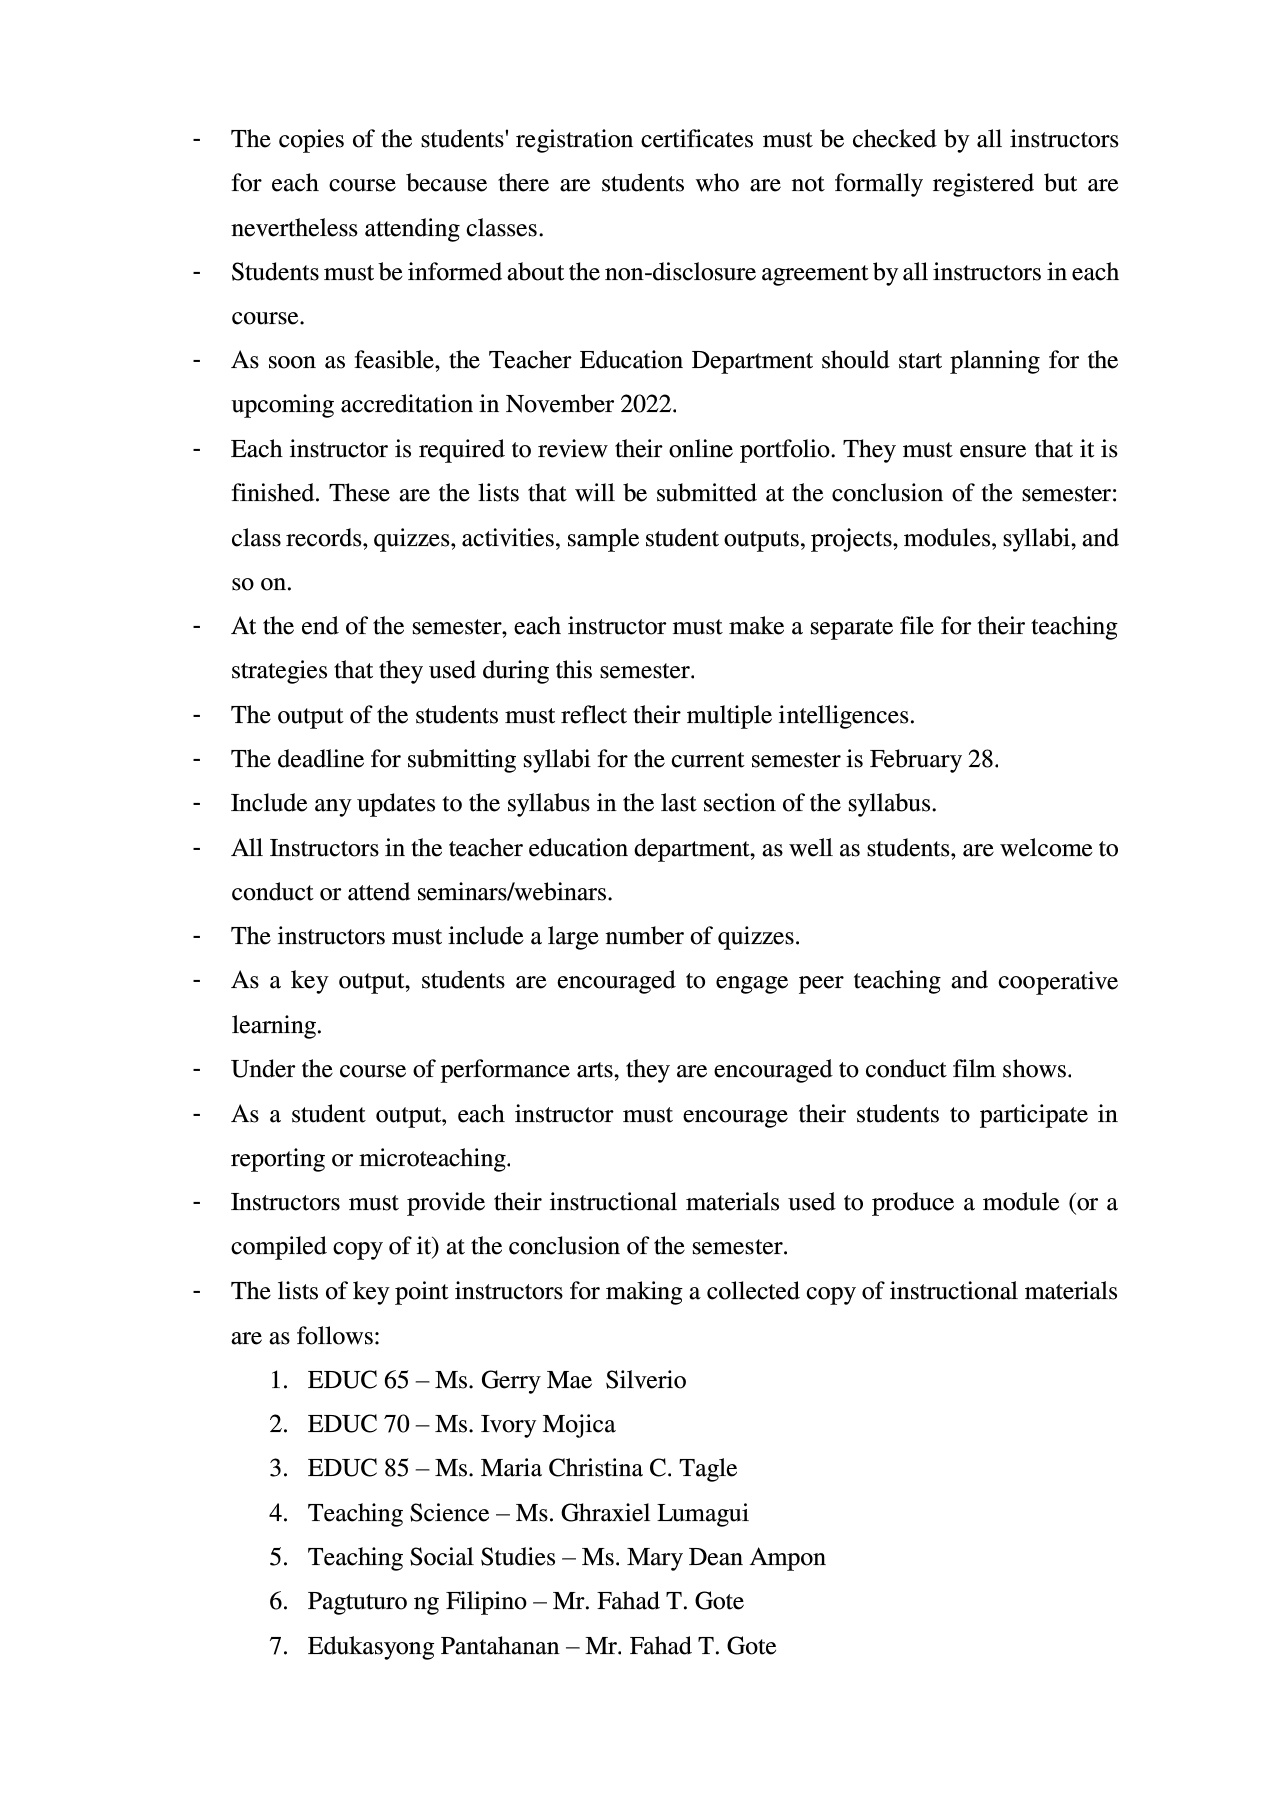 - The copies of the students' registration certificates must be checked by all instructors
for each course because there are students who are not formally registered but are
nevertheless attending classes.
- Students must be informed about the non-disclosure agreement by all instructors in each
course.
- As soon as feasible, the Teacher Education Department should start planning for the
upcoming accreditation in November 2022.
- Each instructor is required to review their online portfolio. They must ensure that it is
finished. These are the lists that will be submitted at the conclusion of the semester:
class records, quizzes, activities, sample student outputs, projects, modules, syllabi, and
so on.
- At the end of the semester, each instructor must make a separate file for their teaching
strategies that they used during this semester.
- The output of the students must reflect their multiple intelligences.
- The deadline for submitting syllabi for the current semester is February 28.
- Include any updates to the syllabus in the last section of the syllabus.
- All Instructors in the teacher education department, as well as students, are welcome to
conduct or attend seminars/webinars.
- The instructors must include a large number of quizzes.
- As a key output, students are encouraged to engage peer teaching and cooperative
learning.
- Under the course of performance arts, they are encouraged to conduct film shows.
- As a student output, each instructor must encourage their students to participate in
reporting or microteaching.
- Instructors must provide their instructional materials used to produce a module (or a
compiled copy of it) at the conclusion of the semester.
- The lists of key point instructors for making a collected copy of instructional materials
are as follows:
1. EDUC 65 – Ms. Gerry Mae  Silverio
2. EDUC 70 – Ms. Ivory Mojica
3. EDUC 85 – Ms. Maria Christina C. Tagle
4. Teaching Science – Ms. Ghraxiel Lumagui
5. Teaching Social Studies – Ms. Mary Dean Ampon
6. Pagtuturo ng Filipino – Mr. Fahad T. Gote
7. Edukasyong Pantahanan – Mr. Fahad T. Gote